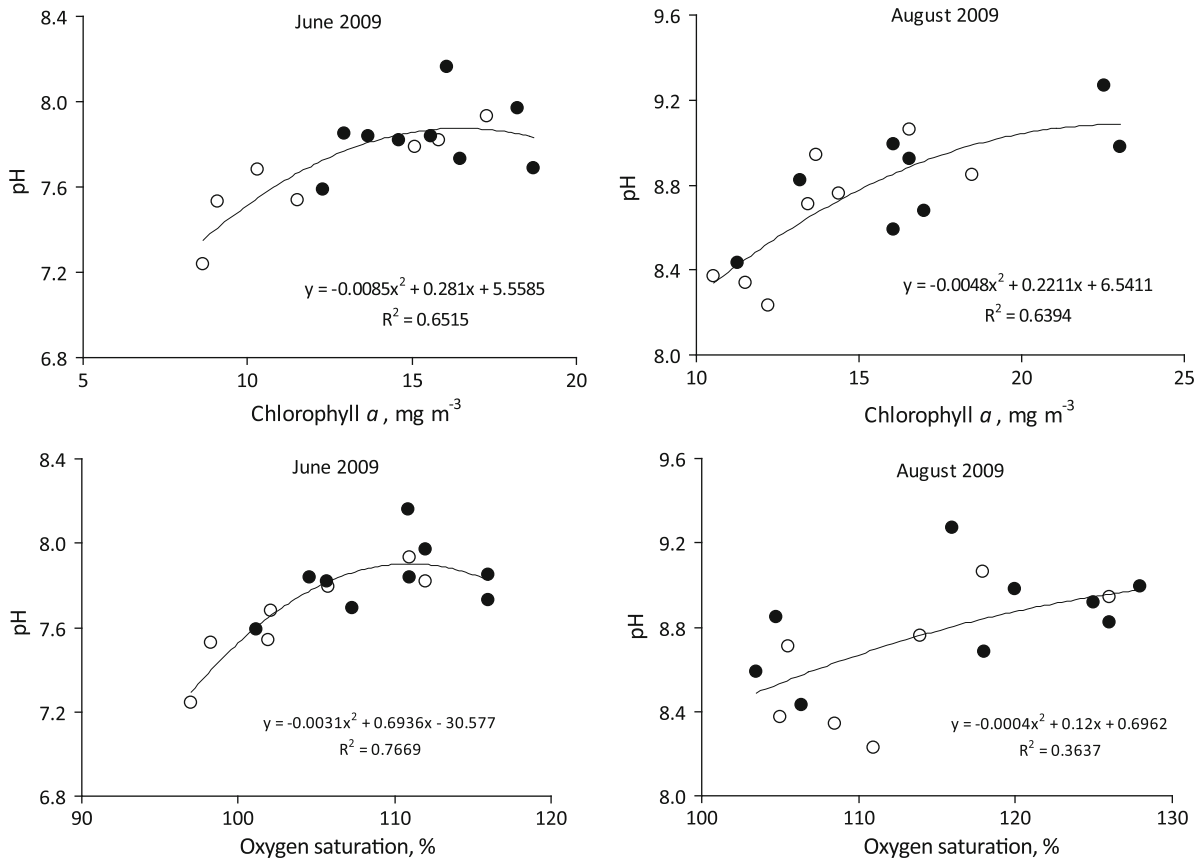 June 2009
8.4
8.0
7.6
7.2
6.8
pH
y = -0.0085x² + 0.281x + 5.5585
R² = 0.6515
5 10 15 20
Chlorophyll a , mg m⁻³
August 2009
9.6
9.2
8.8
8.4
8.0
pH
y = -0.0048x² + 0.2211x + 6.5411
R² = 0.6394
10 15 20 25
Chlorophyll a , mg m⁻³
June 2009
8.4
8.0
7.6
7.2
6.8
pH
y = -0.0031x² + 0.6936x - 30.577
R² = 0.7669
90 100 110 120
Oxygen saturation, %
August 2009
9.6
9.2
8.8
8.4
8.0
pH
y = -0.0004x² + 0.12x + 0.6962
R² = 0.3637
100 110 120 130
Oxygen saturation, %